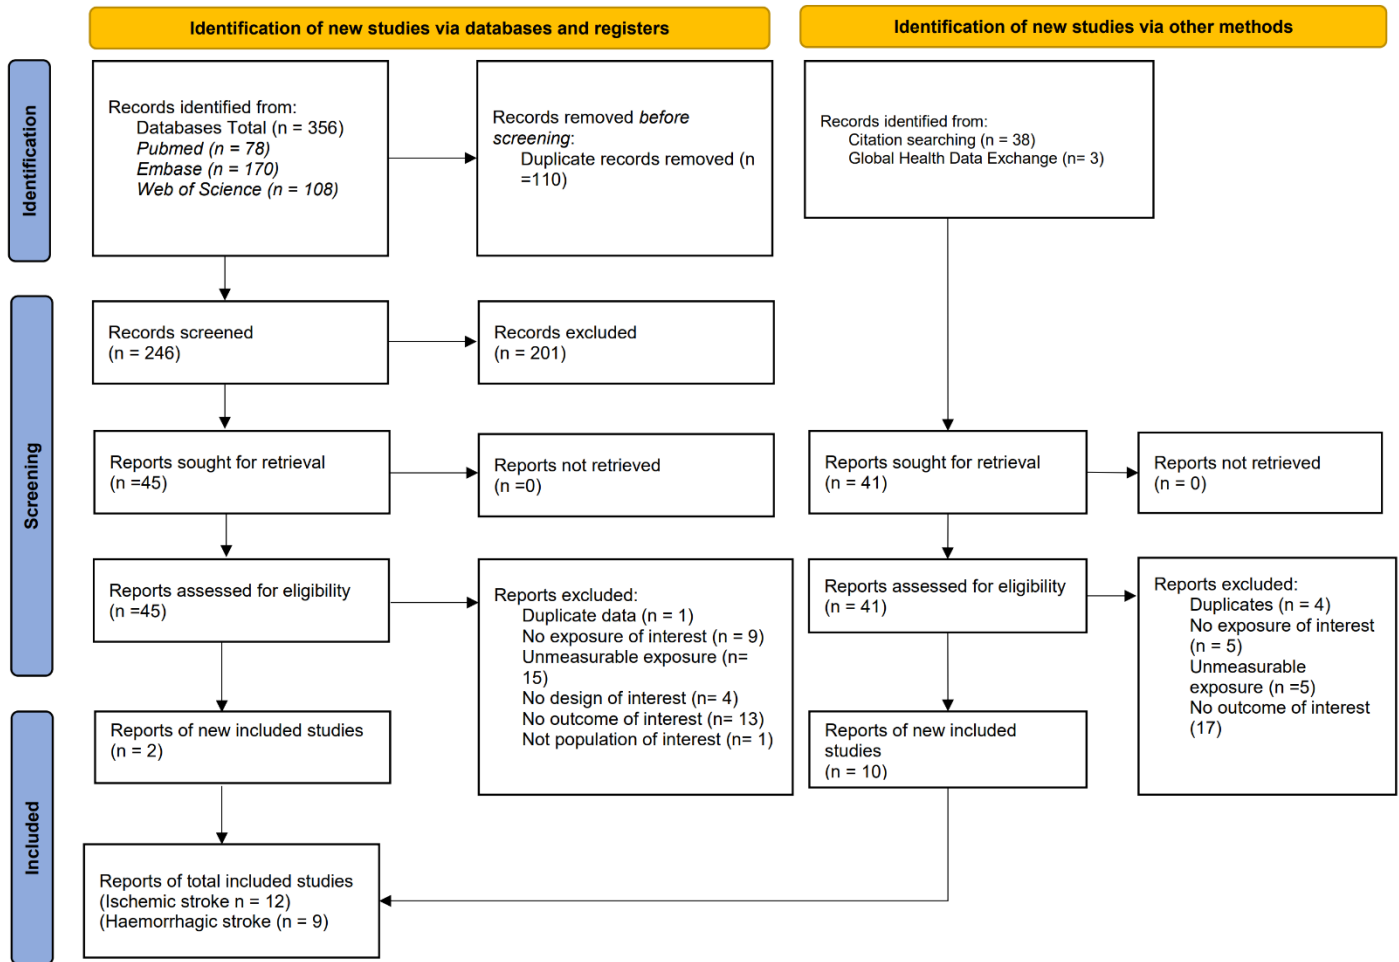 Identification of new studies via databases and registers
Identification of new studies via other methods
Identification
Records identified from:
Databases Total (n = 356)
Pubmed (n = 78)
Embase (n = 170)
Web of Science (n = 108)
Records removed before
screening:
Duplicate records removed (n
=110)
Records identified from:
Citation searching (n = 38)
Global Health Data Exchange (n= 3)
Screening
Records screened
(n = 246)
Records excluded
(n = 201)
Reports sought for retrieval
(n =45)
Reports not retrieved
(n =0)
Reports sought for retrieval
(n = 41)
Reports not retrieved
(n = 0)
Reports assessed for eligibility
(n =45)
Reports excluded:
Duplicate data (n = 1)
No exposure of interest (n = 9)
Unmeasurable exposure (n=
15)
No design of interest (n= 4)
No outcome of interest (n= 13)
Not population of interest (n= 1)
Reports assessed for eligibility
(n = 41)
Reports excluded:
Duplicates (n = 4)
No exposure of interest
(n = 5)
Unmeasurable
exposure (n =5)
No outcome of interest
(17)
Included
Reports of new included studies
(n = 2)
Reports of new included
studies
(n = 10)
Reports of total included studies
(Ischemic stroke n = 12)
(Haemorrhagic stroke (n = 9)